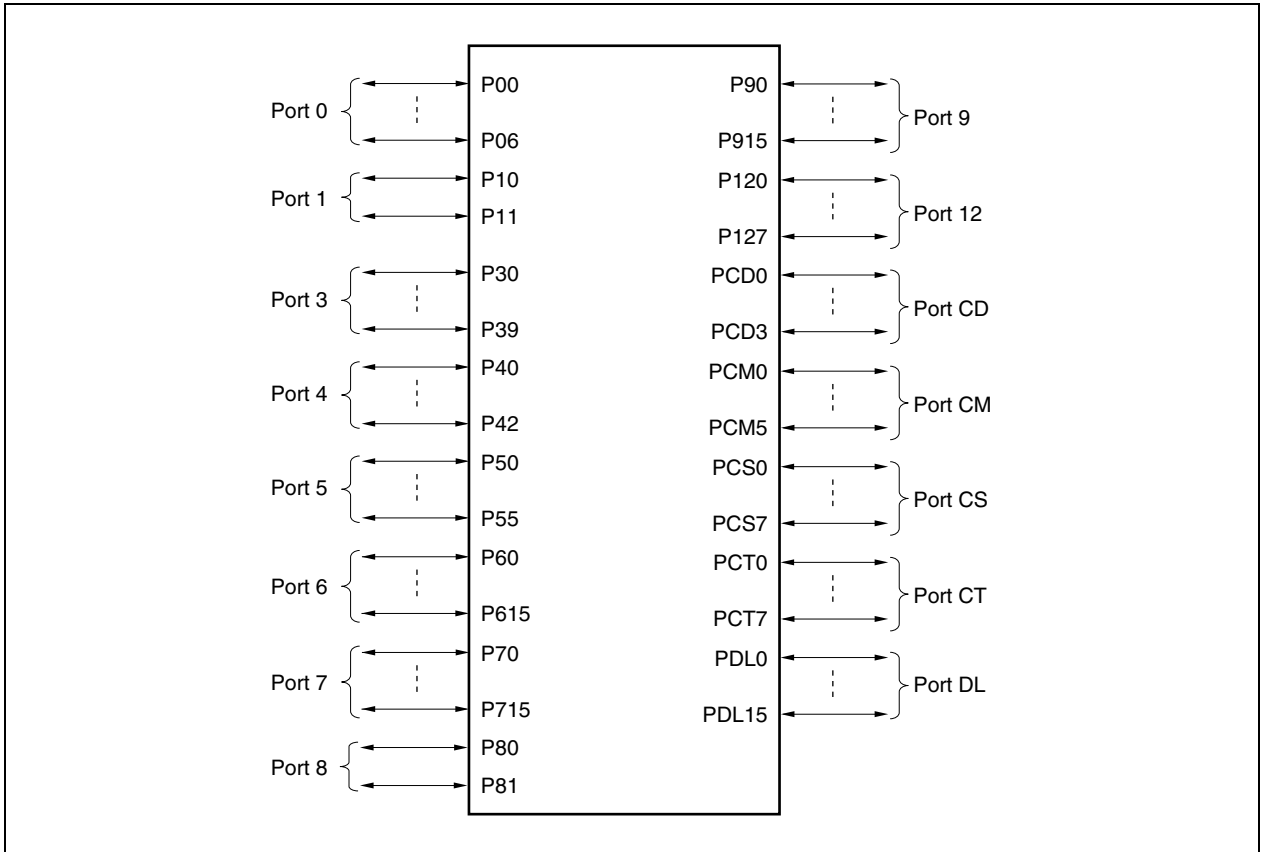 Port 0
P00
P06
Port 1
P10
P11
Port 3
P30
P39
Port 4
P40
P42
Port 5
P50
P55
Port 6
P60
P615
Port 7
P70
P715
Port 8
P80
P81
P90
P915
Port 9
P120
P127
Port 12
PCD0
PCD3
Port CD
PCM0
PCM5
Port CM
PCS0
PCS7
Port CS
PCT0
PCT7
Port CT
PDL0
PDL15
Port DL